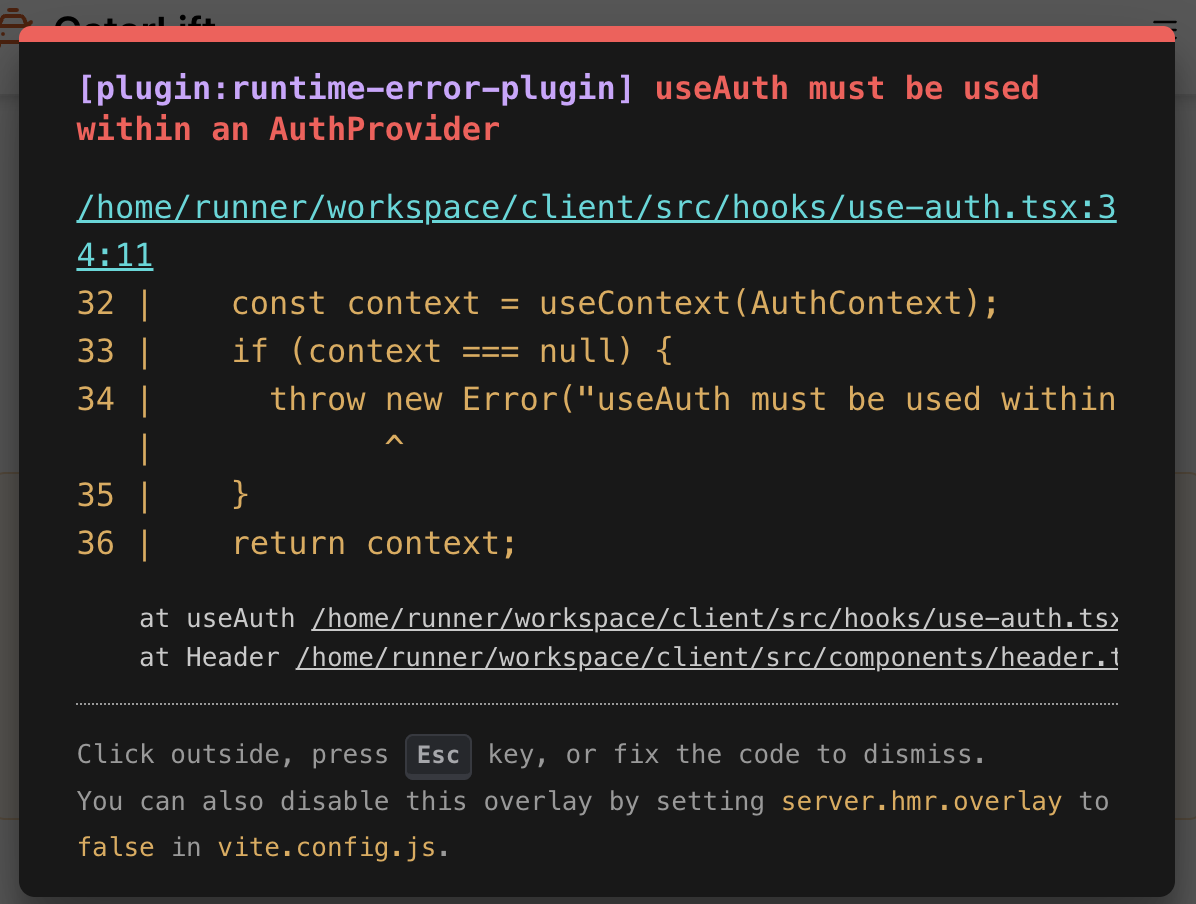 [plugin:runtime-error-plugin] useAuth must be used
within an AuthProvider
/home/runner/workspace/client/src/hooks/use-auth.tsx:3
4:11
32 |    const context = useContext(AuthContext);
33 |    if (context === null) {
34 |      throw new Error("useAuth must be used within
   |            ^
35 |    }
36 |    return context;
at useAuth /home/runner/workspace/client/src/hooks/use-auth.tsx
at Header /home/runner/workspace/client/src/components/header.t
Click outside, press Esc key, or fix the code to dismiss.
You can also disable this overlay by setting server.hmr.overlay to
false in vite.config.js.